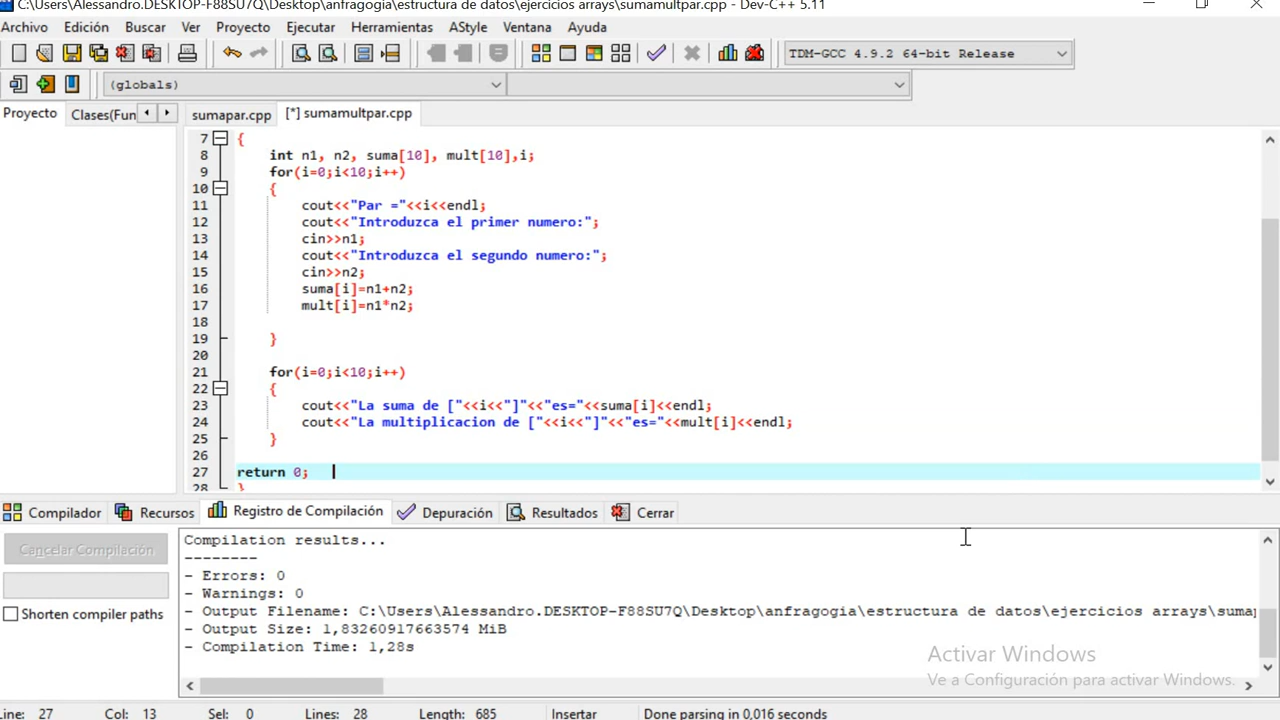 C:\Users\Alessandro.DESKTOP-F88SU7Q\Desktop\anfragogia\estructura de datos\ejercicios arrays\sumamultpar.cpp - Dev-C++ 5.11
Archivo Edición Buscar Ver Proyecto Ejecutar Herramientas AStyle Ventana Ayuda
TDM-GCC 4.9.2 64-bit Release
(globals)
Proyecto Clases(Fun sumapar.cpp [*] sumamultpar.cpp
7 {
8 int n1, n2, suma[10], mult[10],i;
9 for(i=0;i<10;i++)
10 {
11 cout<<"Par ="<<i<<endl;
12 cout<<"Introduzca el primer numero:";
13 cin>>n1;
14 cout<<"Introduzca el segundo numero:";
15 cin>>n2;
16 suma[i]=n1+n2;
17 mult[i]=n1*n2;
18
19 }
20
21 for(i=0;i<10;i++)
22 {
23 cout<<"La suma de ["<<i<<"]"<<"es="<<suma[i]<<endl;
24 cout<<"La multiplicacion de ["<<i<<"]"<<"es="<<mult[i]<<endl;
25 }
26
27 return 0;
28 }
Compilador Recursos Registro de Compilación Depuración Resultados Cerrar
Cancelar Compilación
Shorten compiler paths
Compilation results...
--------
- Errors: 0
- Warnings: 0
- Output Filename: C:\Users\Alessandro.DESKTOP-F88SU7Q\Desktop\anfragogia\estructura de datos\ejercicios arrays\sumap
- Output Size: 1,83260917663574 MiB
- Compilation Time: 1,28s
Activar Windows
Ve a Configuración para activar Windows.
Line: 27 Col: 13 Sel: 0 Lines: 28 Length: 685 Insertar Done parsing in 0,016 seconds